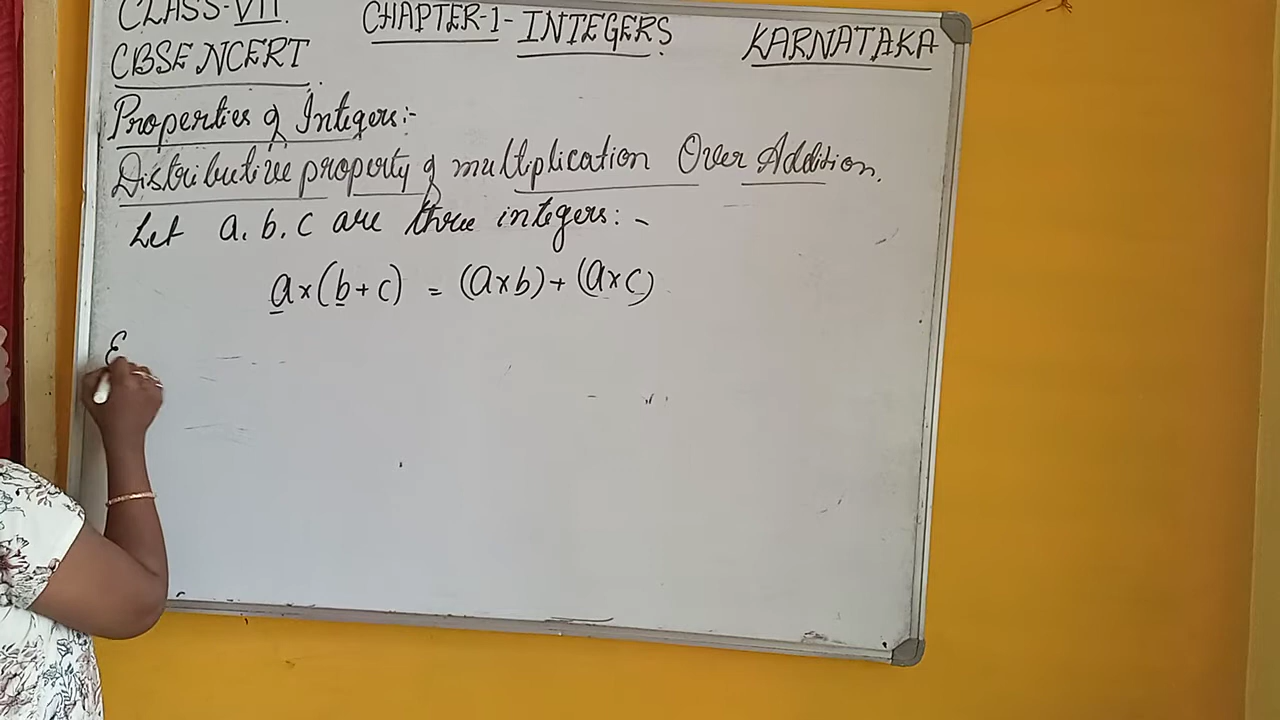 CLASS-VII. CHAPTER-1-INTEGERS. KARNATAKA
CBSE NCERT
Properties of Integers:-
Distributive property of multiplication Over Addition.
Let a, b, c are three integers:-
a×(b+c) = (a×b)+(a×c)
E